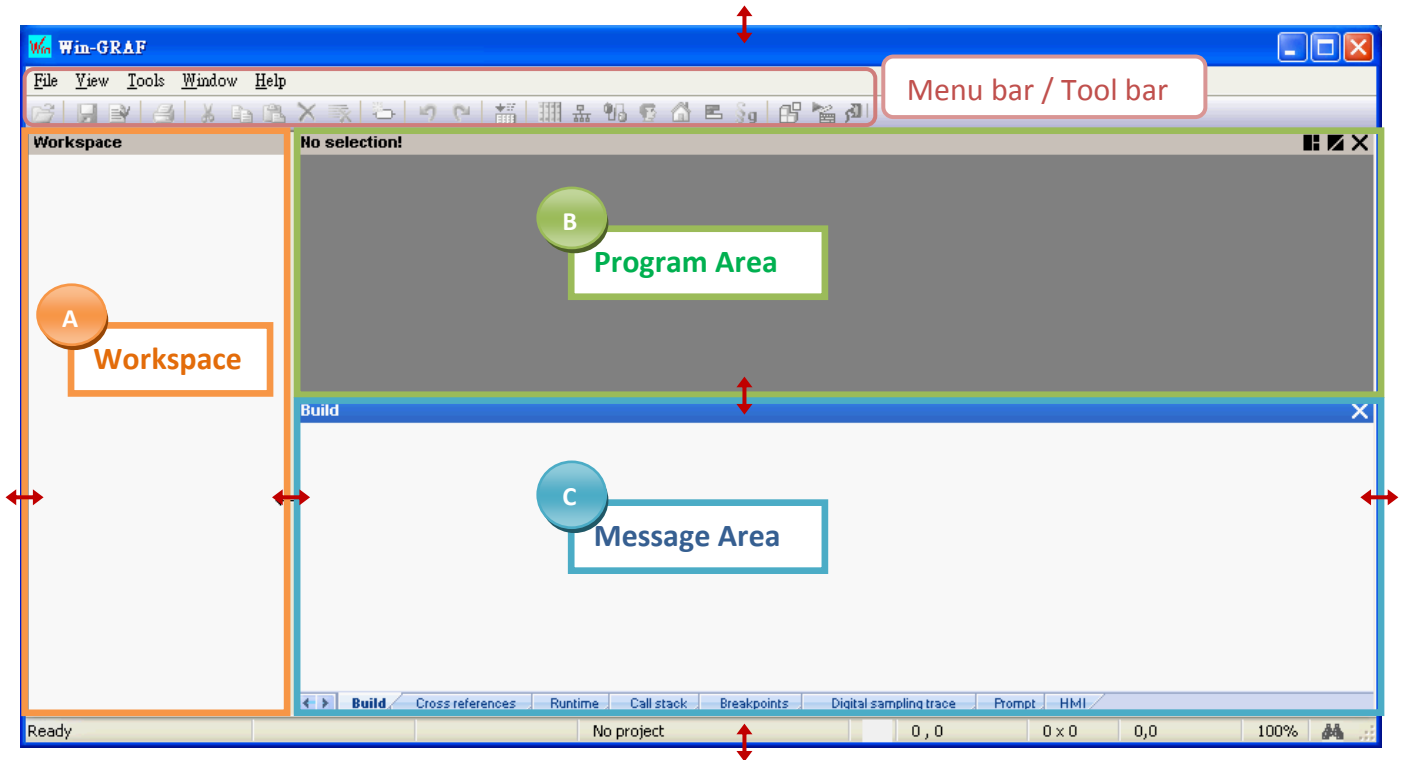 Win Win-GRAF
File View Tools Window Help
Menu bar / Tool bar
Workspace
No selection!
B
Program Area
A
Workspace
Build
C
Message Area
Build Cross references Runtime Call stack Breakpoints Digital sampling trace Prompt HMI
Ready No project 0 , 0 0 x 0 0,0 100%